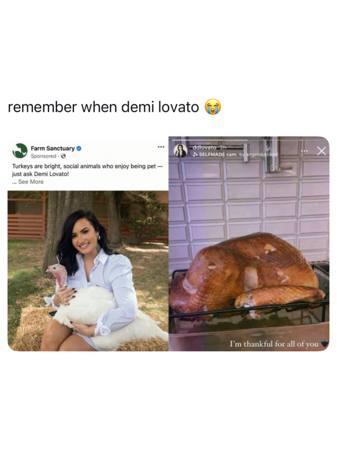 remember when demi lovato 😭
Farm Sanctuary
Sponsored ·
Turkeys are bright, social animals who enjoy being pet —
just ask Demi Lovato!
... See More
ddlovato
SELFMADE
I'm thankful for all of you 🖤